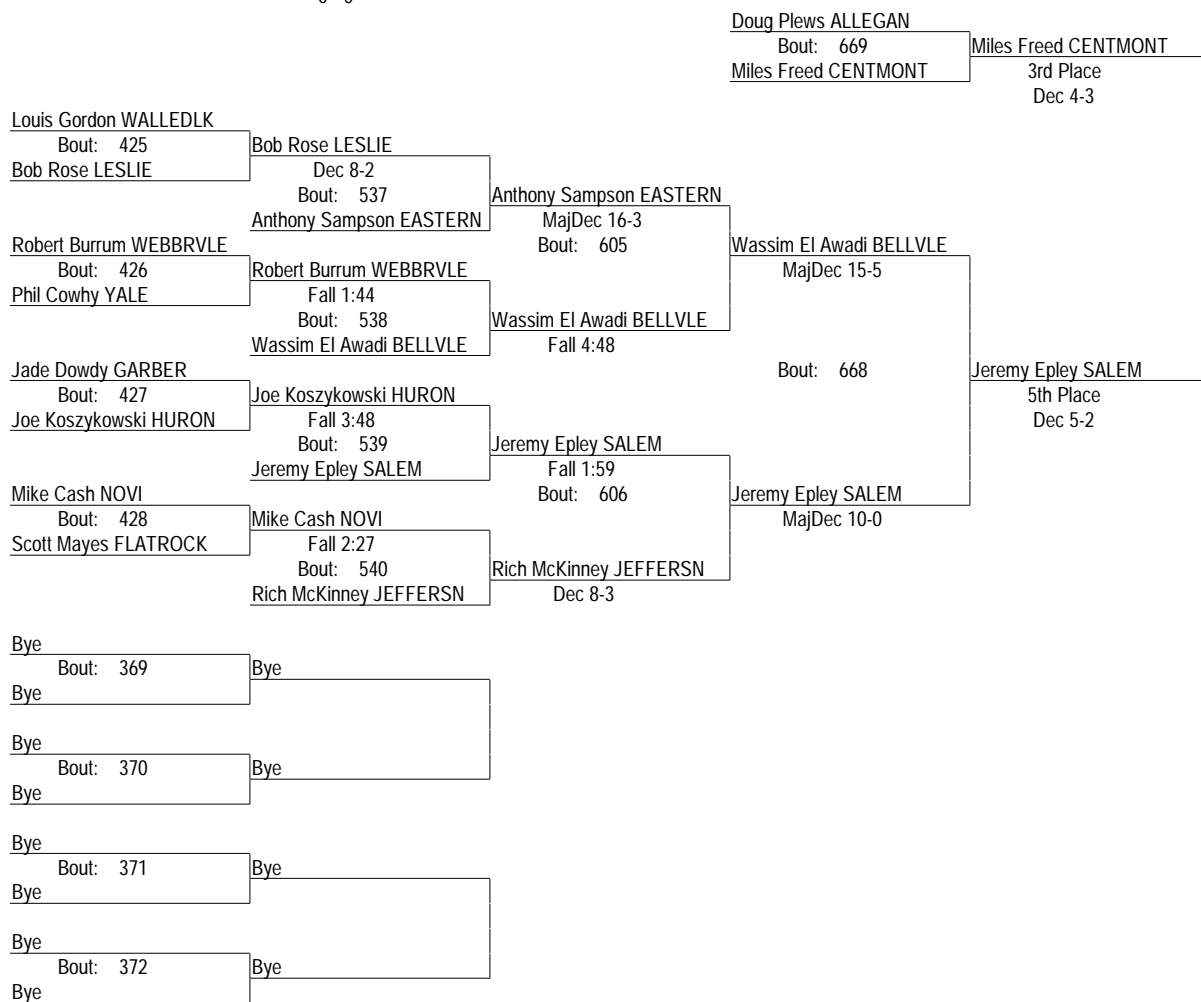 Doug Plews ALLEGAN
Bout: 669 Miles Freed CENTMONT
Miles Freed CENTMONT 3rd Place
Dec 4-3
Louis Gordon WALLEDLK
Bout: 425 Bob Rose LESLIE
Bob Rose LESLIE Dec 8-2
Bout: 537 Anthony Sampson EASTERN
Anthony Sampson EASTERN MajDec 16-3
Robert Burrum WEBBRVLE Bout: 605 Wassim El Awadi BELLVLE
Bout: 426 Robert Burrum WEBBRVLE MajDec 15-5
Phil Cowhy YALE Fall 1:44
Bout: 538 Wassim El Awadi BELLVLE
Wassim El Awadi BELLVLE Fall 4:48
Jade Dowdy GARBER Bout: 668 Jeremy Epley SALEM
Bout: 427 Joe Koszykowski HURON 5th Place
Joe Koszykowski HURON Fall 3:48 Dec 5-2
Bout: 539 Jeremy Epley SALEM
Jeremy Epley SALEM Fall 1:59
Mike Cash NOVI Bout: 606 Jeremy Epley SALEM
Bout: 428 Mike Cash NOVI MajDec 10-0
Scott Mayes FLATROCK Fall 2:27
Bout: 540 Rich McKinney JEFFERSN
Rich McKinney JEFFERSN Dec 8-3
Bye
Bout: 369 Bye
Bye
Bye
Bout: 370 Bye
Bye
Bye
Bout: 371 Bye
Bye
Bye
Bout: 372 Bye
Bye